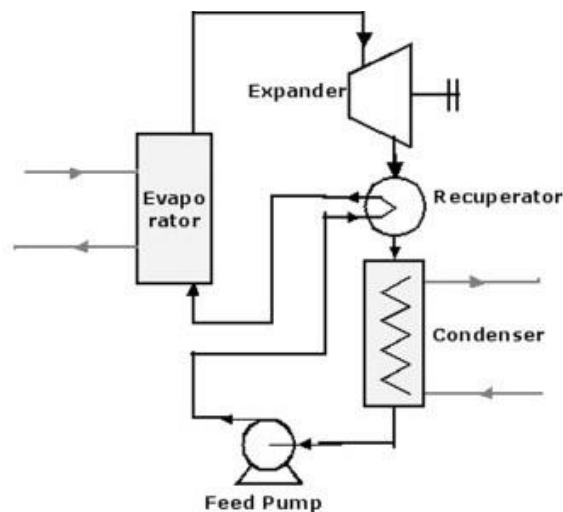 Expander
Evapo
rator
Recuperator
Condenser
Feed Pump